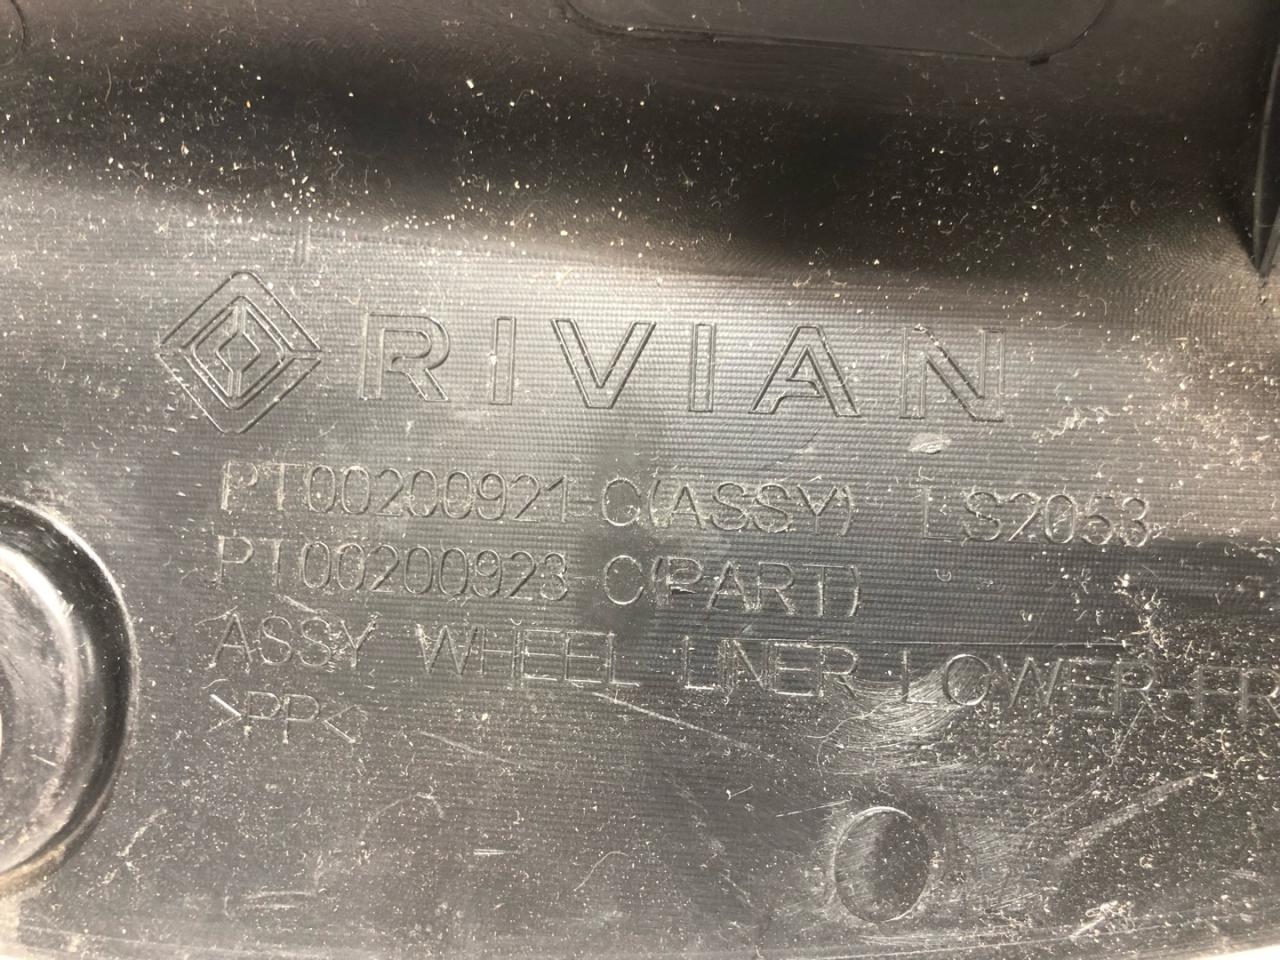 RIVIAN
PT00200921-C(ASSY) LS2053
PT00200923-C(PART)
ASSY WHEEL LINER LOWER FR
>PP<